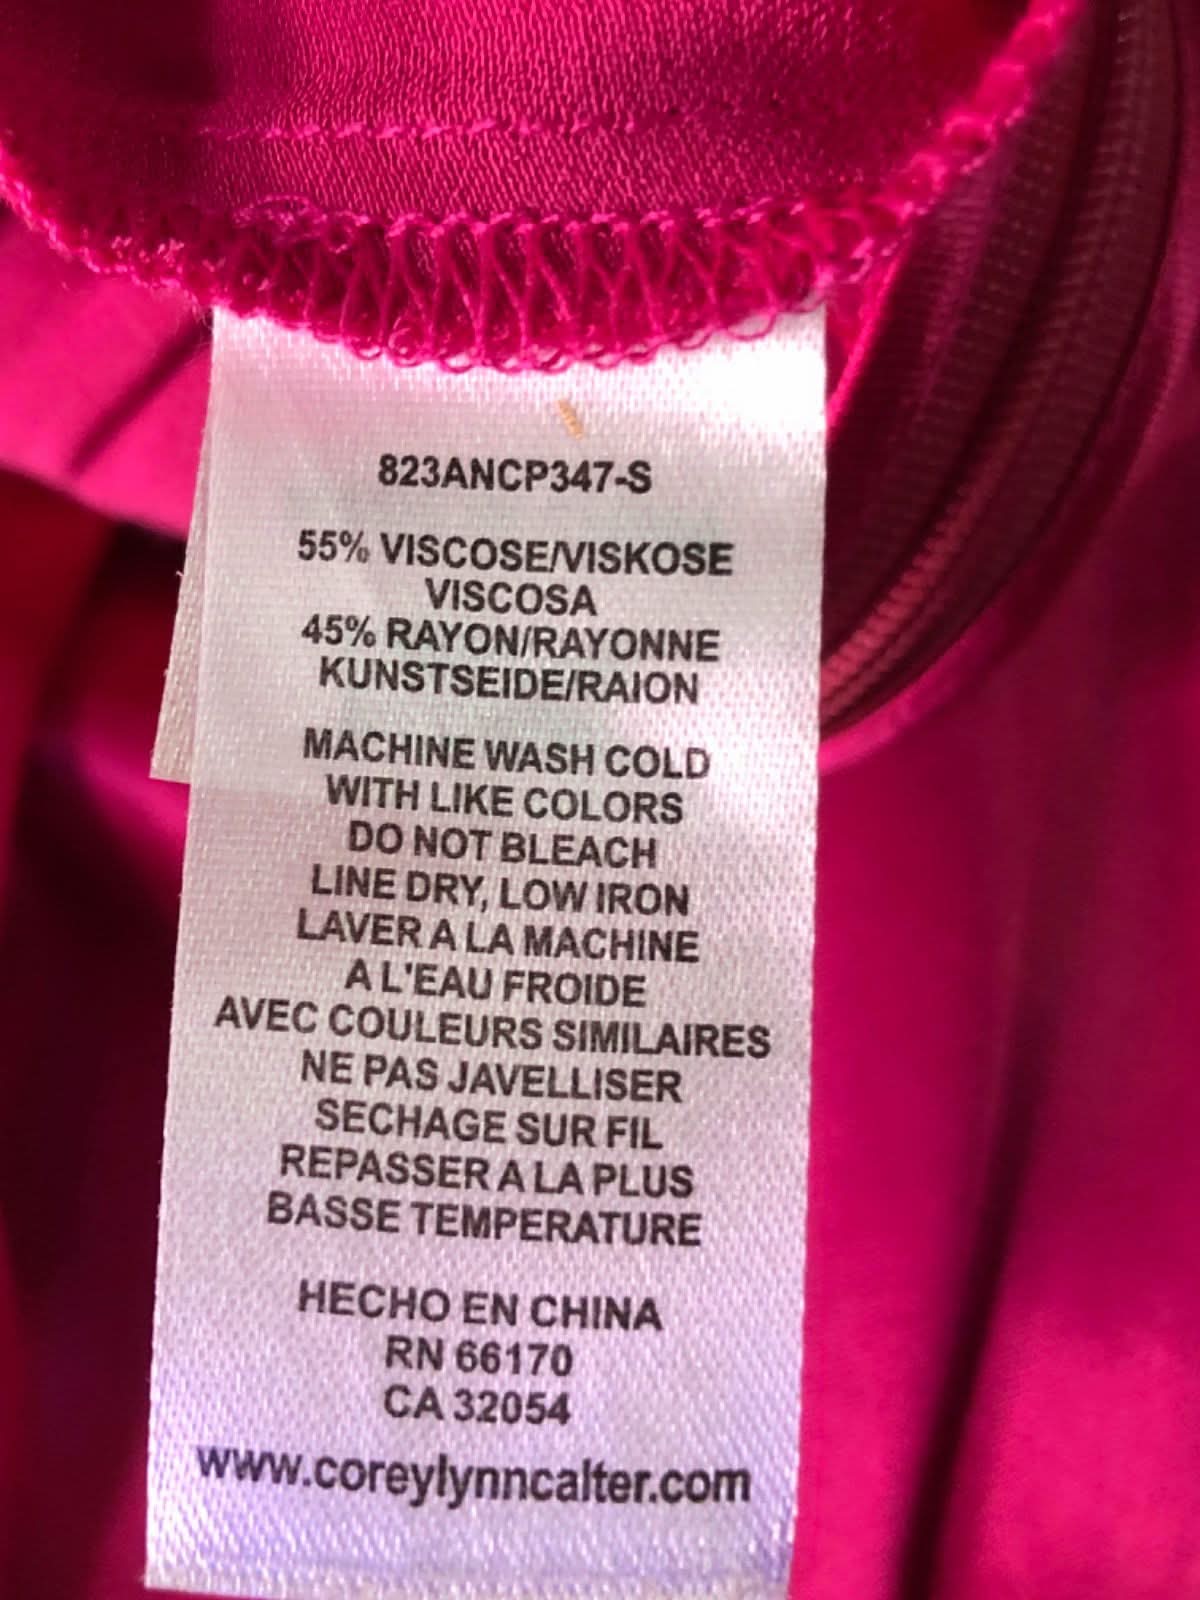 823ANCP347-S
55% VISCOSE/VISKOSE
VISCOSA
45% RAYON/RAYONNE
KUNSTSEIDE/RAION
MACHINE WASH COLD
WITH LIKE COLORS
DO NOT BLEACH
LINE DRY, LOW IRON
LAVER A LA MACHINE
A L'EAU FROIDE
AVEC COULEURS SIMILAIRES
NE PAS JAVELLISER
SECHAGE SUR FIL
REPASSER A LA PLUS
BASSE TEMPERATURE
HECHO EN CHINA
RN 66170
CA 32054
www.coreylynncalter.com